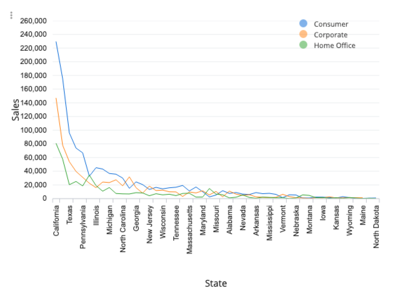 260,000
240,000
220,000
200,000
180,000
160,000
140,000
120,000
100,000
80,000
60,000
40,000
20,000
0
Sales
Consumer
Corporate
Home Office
California
Texas
Pennsylvania
Illinois
Michigan
North Carolina
Georgia
New Jersey
Wisconsin
Tennessee
Massachusetts
Maryland
Missouri
Alabama
Nevada
Arkansas
Mississippi
Vermont
Nebraska
Montana
Iowa
Kansas
Wyoming
Maine
North Dakota
State